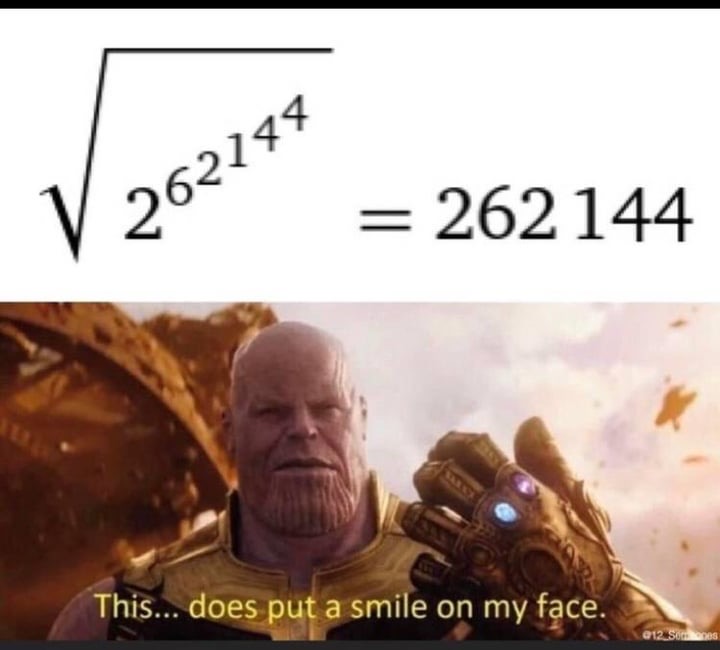 √2^6^2^1^4^4 = 262 144
This... does put a smile on my face.